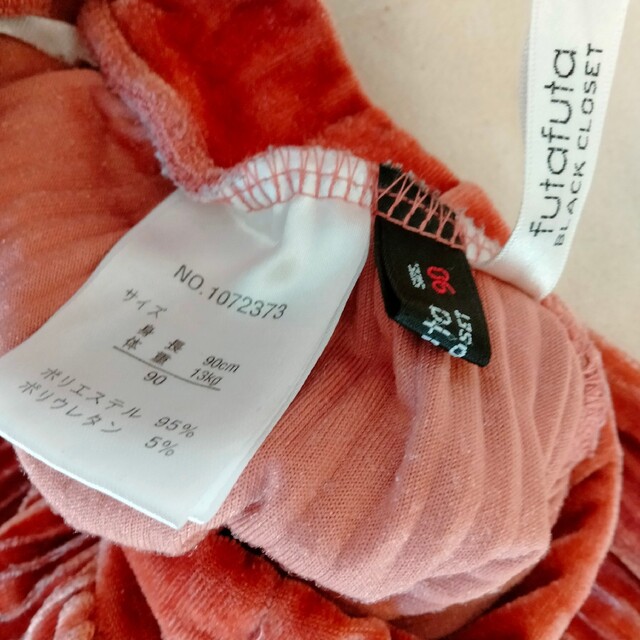 futafuta
BLACK CLOSET
NO.1072373
サイズ
身長 90cm
体重 13kg
90
ポリエステル 95%
ポリウレタン 5%
90